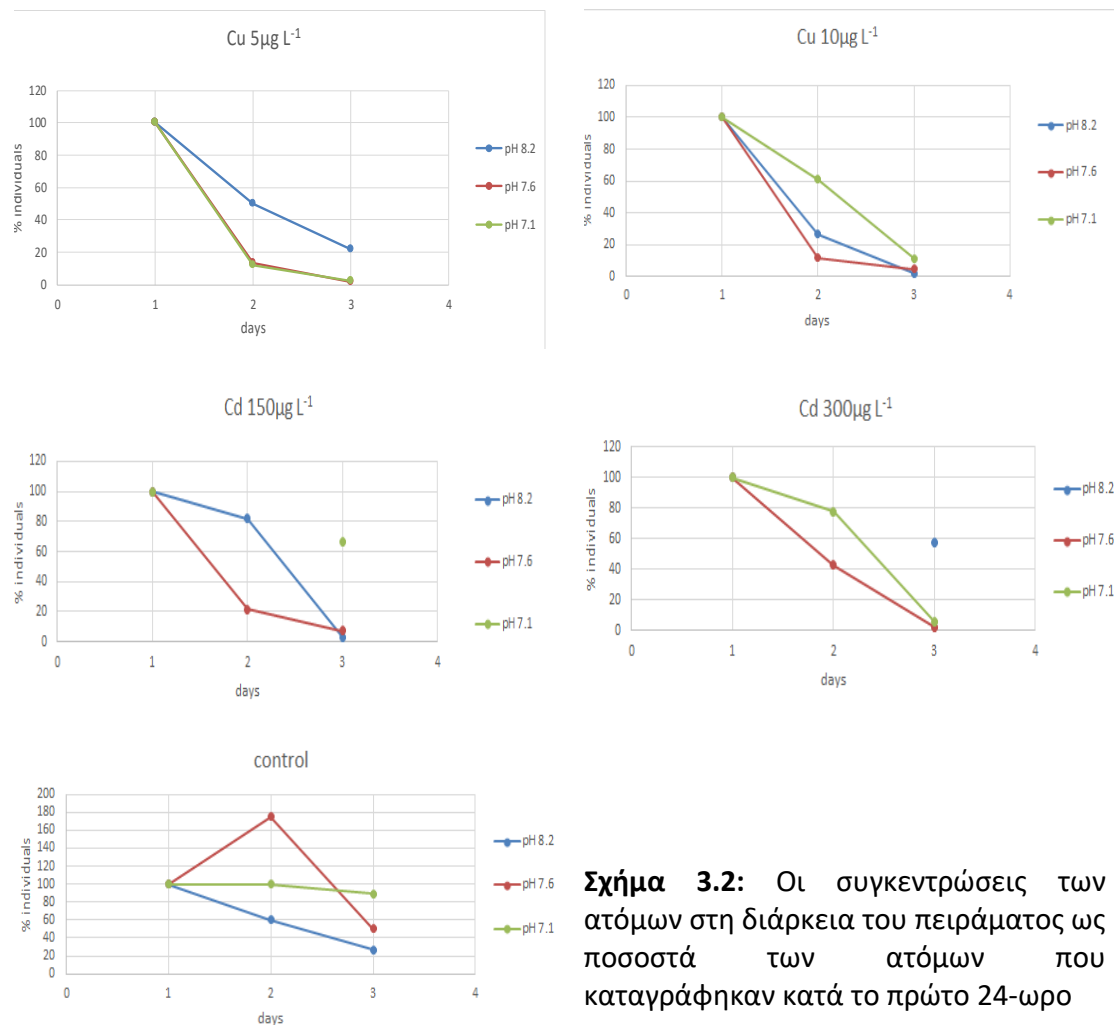 Cu 5μg L-1
120
100
80
60
40
20
0
% individuals
0 1 2 3 4
days
pH 8.2
pH 7.6
pH 7.1
Cu 10μg L-1
120
100
80
60
40
20
0
% individuals
0 1 2 3 4
days
pH 8.2
pH 7.6
pH 7.1
Cd 150μg L-1
120
100
80
60
40
20
0
% individuals
0 1 2 3 4
days
pH 8.2
pH 7.6
pH 7.1
Cd 300μg L-1
120
100
80
60
40
20
0
% individuals
0 1 2 3 4
days
pH 8.2
pH 7.6
pH 7.1
control
200
180
160
140
120
100
80
60
40
20
0
% individuals
0 1 2 3 4
days
pH 8.2
pH 7.6
pH 7.1
Σχήμα 3.2: Οι συγκεντρώσεις των
ατόμων στη διάρκεια του πειράματος ως
ποσοστά των ατόμων που
καταγράφηκαν κατά το πρώτο 24-ωρο